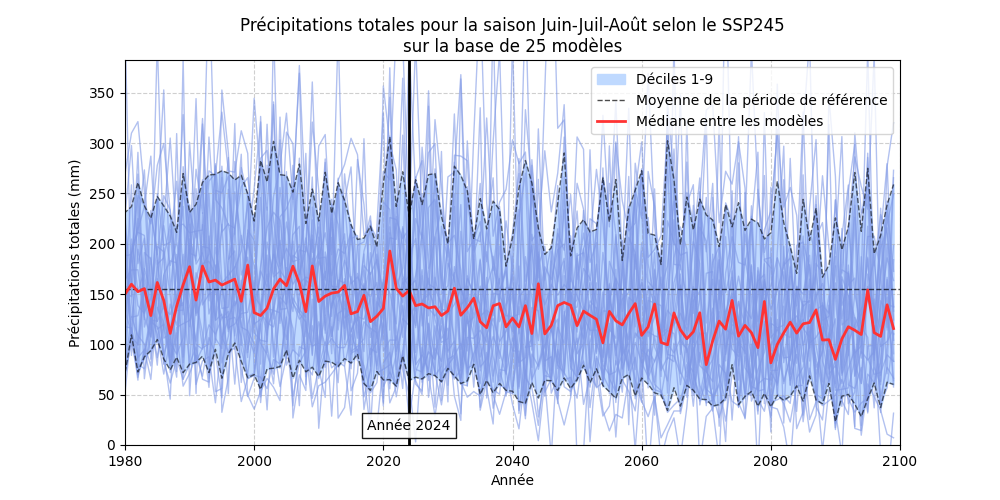 Précipitations totales pour la saison Juin-Juil-Août selon le SSP245
sur la base de 25 modèles
Précipitations totales (mm)
350
300
250
200
150
100
50
0
Déciles 1-9
Moyenne de la période de référence
Médiane entre les modèles
Année 2024
1980
2000
2020
2040
2060
2080
2100
Année